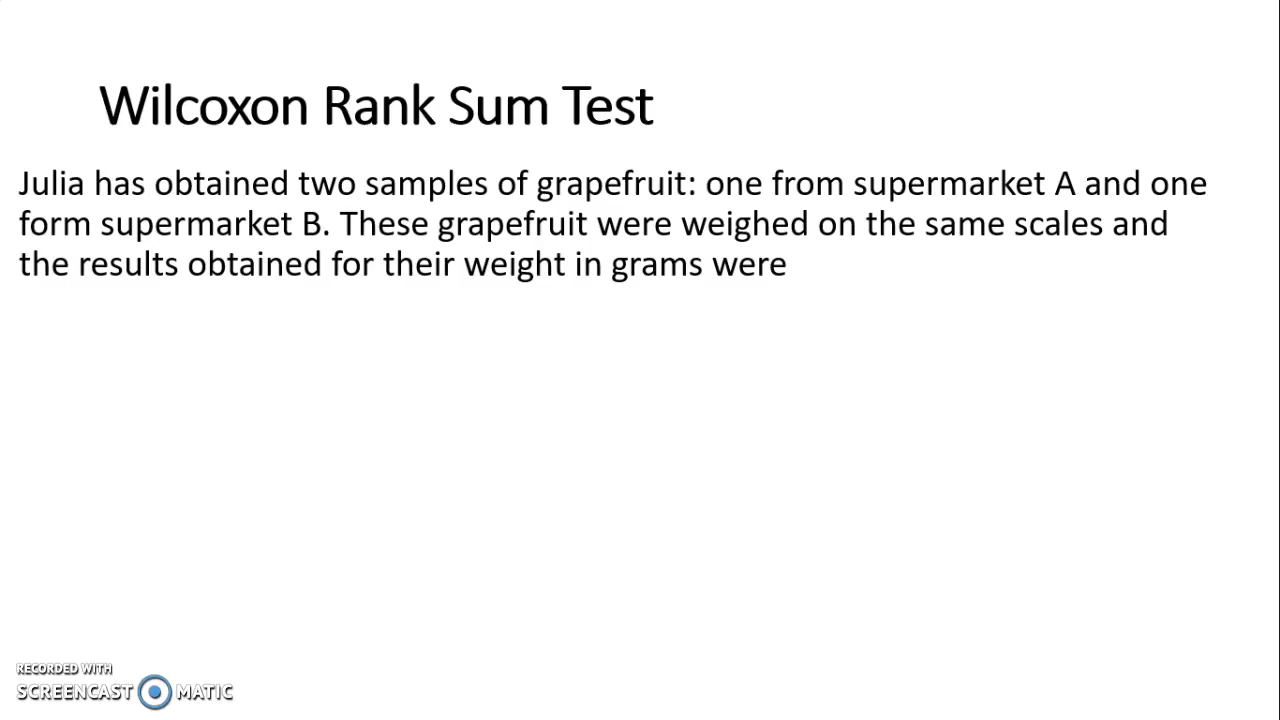 Wilcoxon Rank Sum Test
Julia has obtained two samples of grapefruit: one from supermarket A and one
form supermarket B. These grapefruit were weighed on the same scales and
the results obtained for their weight in grams were
RECORDED WITH
SCREENCAST MATIC